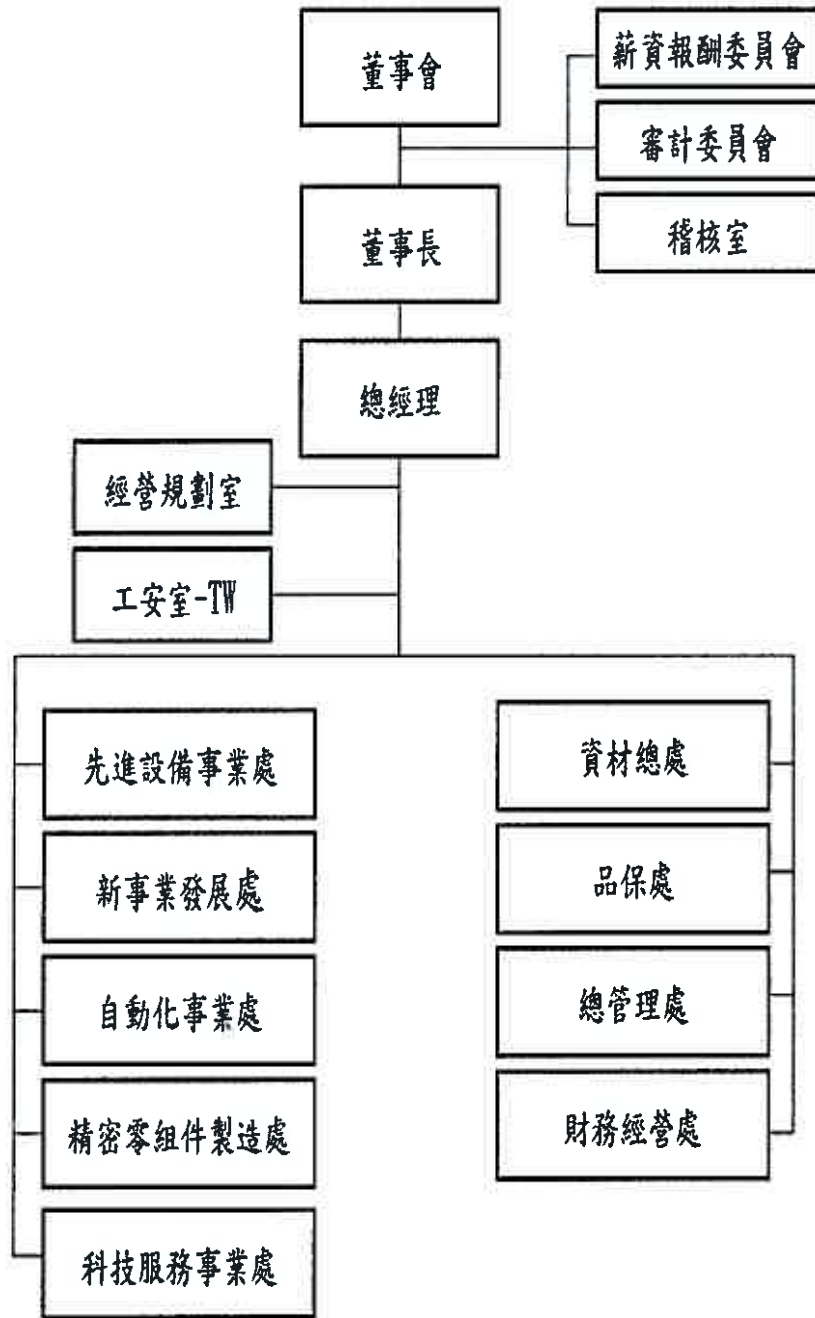 董事會
薪資報酬委員會
審計委員會
稽核室
董事長
總經理
經營規劃室
工安室-TW
先進設備事業處
新事業發展處
自動化事業處
精密零組件製造處
科技服務事業處
資材總處
品保處
總管理處
財務經營處